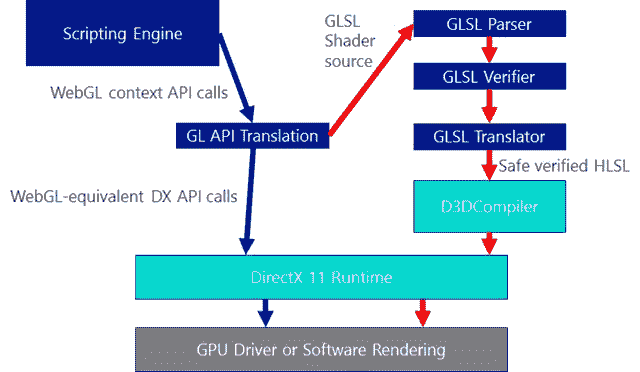 Scripting Engine
GLSL
Shader
source
GLSL Parser
WebGL context API calls
GLSL Verifier
GL API Translation
GLSL Translator
Safe verified HLSL
WebGL-equivalent DX API calls
D3DCompiler
DirectX 11 Runtime
GPU Driver or Software Rendering